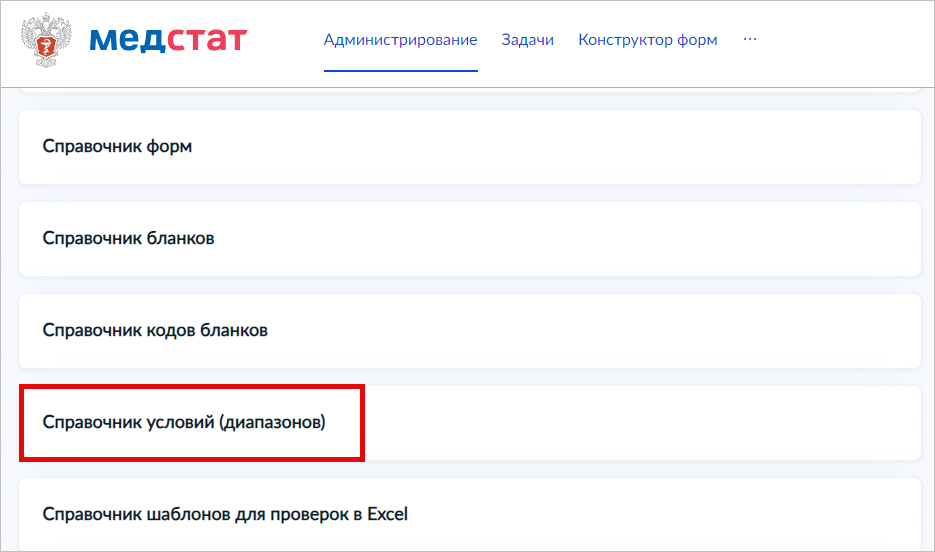 медстат
Администрирование Задачи Конструктор форм ...
Справочник форм
Справочник бланков
Справочник кодов бланков
Справочник условий (диапазонов)
Справочник шаблонов для проверок в Excel